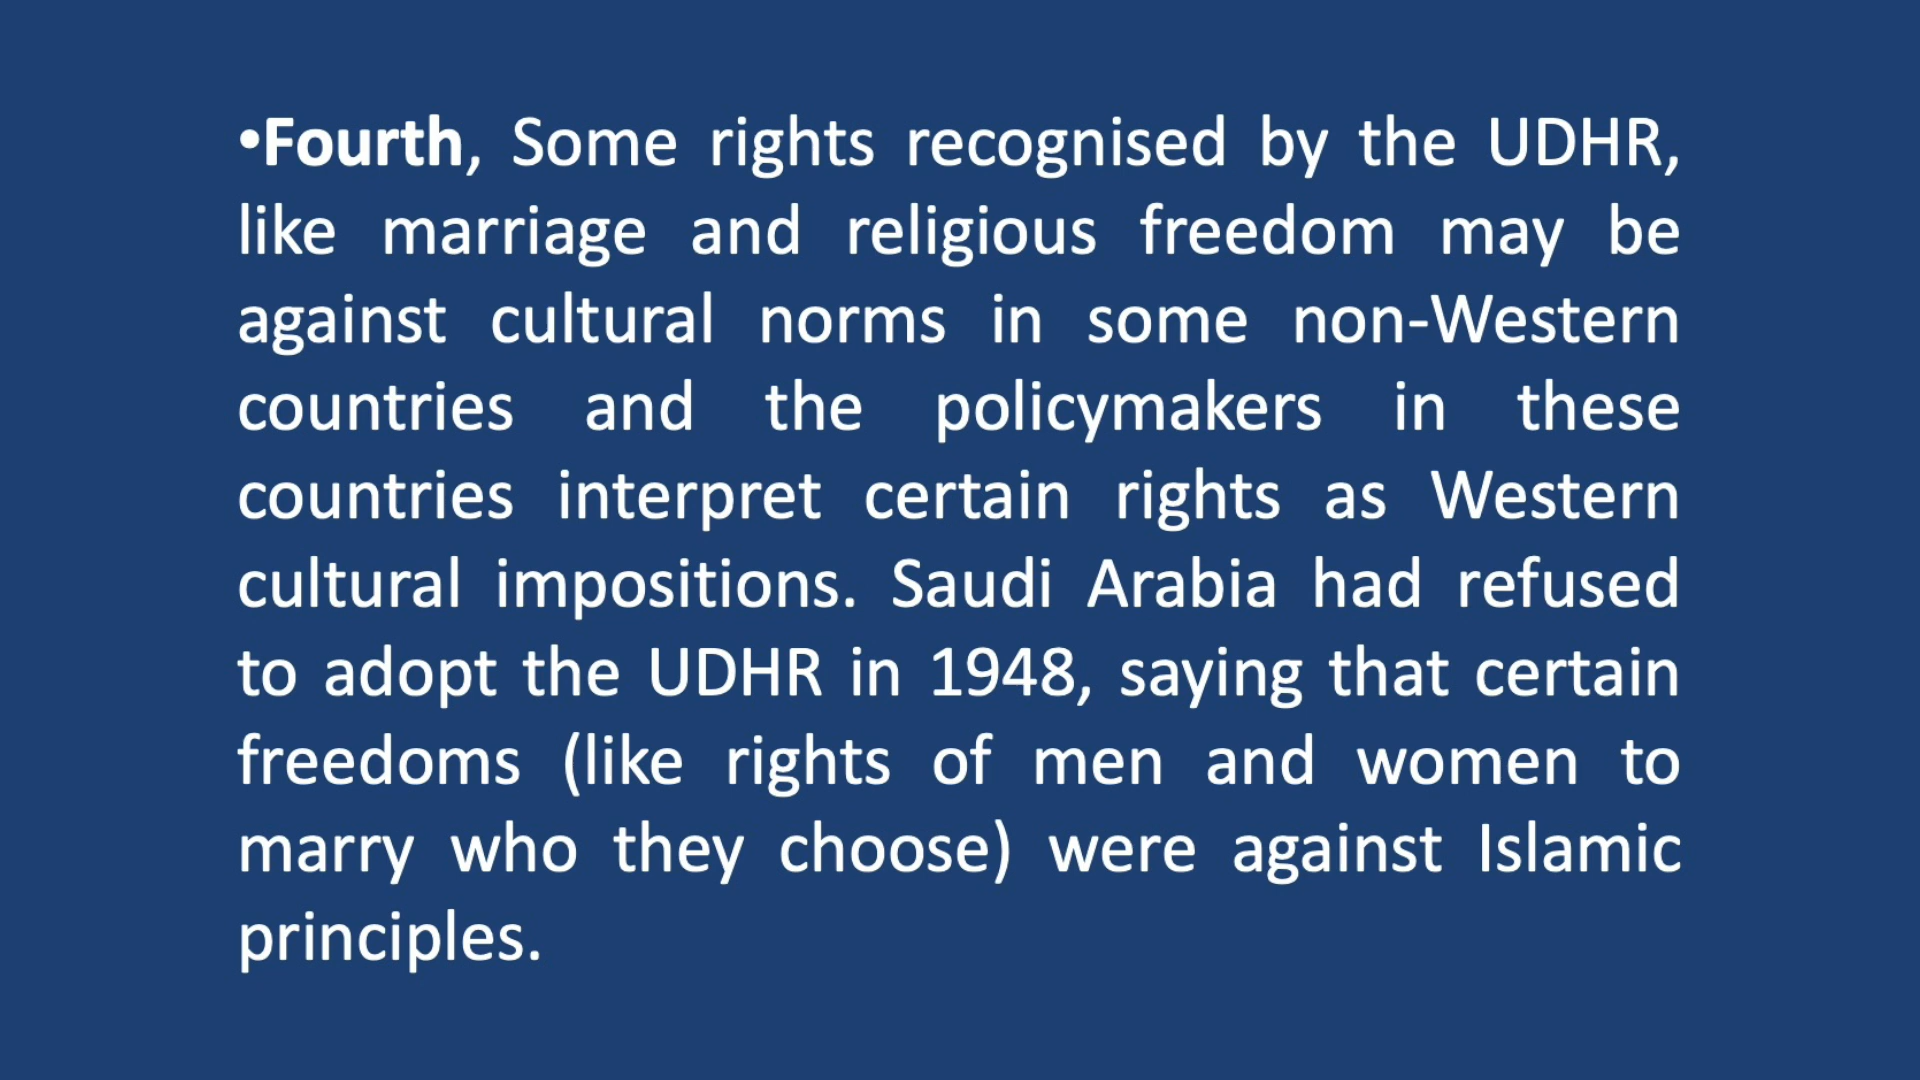 •Fourth, Some rights recognised by the UDHR,
like marriage and religious freedom may be
against cultural norms in some non-Western
countries and the policymakers in these
countries interpret certain rights as Western
cultural impositions. Saudi Arabia had refused
to adopt the UDHR in 1948, saying that certain
freedoms (like rights of men and women to
marry who they choose) were against Islamic
principles.